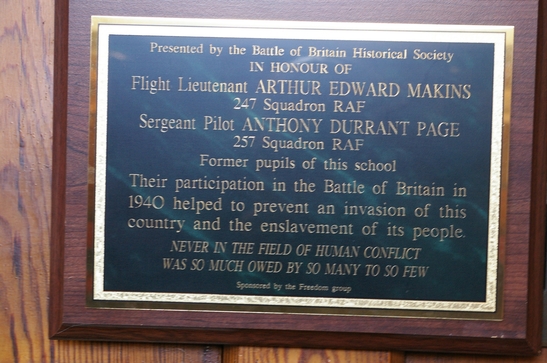 Presented by the Battle of Britain Historical Society
IN HONOUR OF
Flight Lieutenant ARTHUR EDWARD MAKINS
247 Squadron RAF
Sergeant Pilot ANTHONY DURRANT PAGE
257 Squadron RAF
Former pupils of this school
Their participation in the Battle of Britain in
1940 helped to prevent an invasion of this
country and the enslavement of its people.
NEVER IN THE FIELD OF HUMAN CONFLICT
WAS SO MUCH OWED BY SO MANY TO SO FEW
Sponsored by the Freedom group